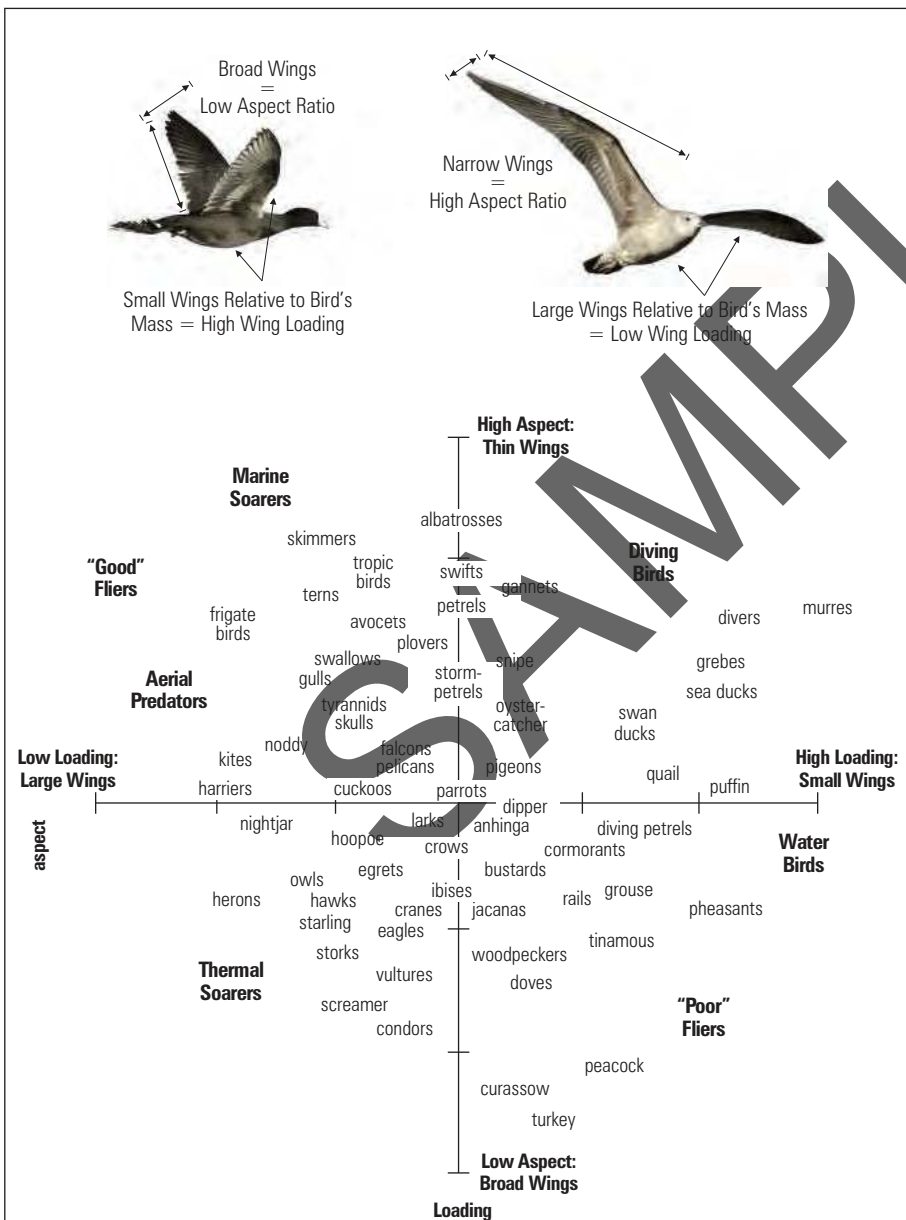 Broad Wings
=
Low Aspect Ratio
Narrow Wings
=
High Aspect Ratio
Small Wings Relative to Bird's
Mass = High Wing Loading
Large Wings Relative to Bird's Mass
= Low Wing Loading
High Aspect:
Thin Wings
Marine
Soarers
albatrosses
skimmers
Diving
Birds
"Good"
Fliers
tropic
birds
swifts
gannets
terns
petrels
frigate
birds
avocets
divers
murres
plovers
swallows
snipe
grebes
gulls
storm-
petrels
Aerial
Predators
sea ducks
tyrannids
skulls
oyster-
catcher
swan
ducks
noddy
falcons
Low Loading:
Large Wings
kites
pelicans
pigeons
High Loading:
Small Wings
quail
harriers
cuckoos
parrots
puffin
dipper
aspect
nightjar
larks
anhinga
diving petrels
hoopoe
crows
cormorants
Water
Birds
egrets
bustards
owls
ibises
grouse
herons
hawks
cranes
jacanas
rails
pheasants
starling
eagles
tinamous
storks
woodpeckers
Thermal
Soarers
vultures
doves
screamer
"Poor"
Fliers
condors
peacock
curassow
turkey
Low Aspect:
Broad Wings
Loading
SAMPL